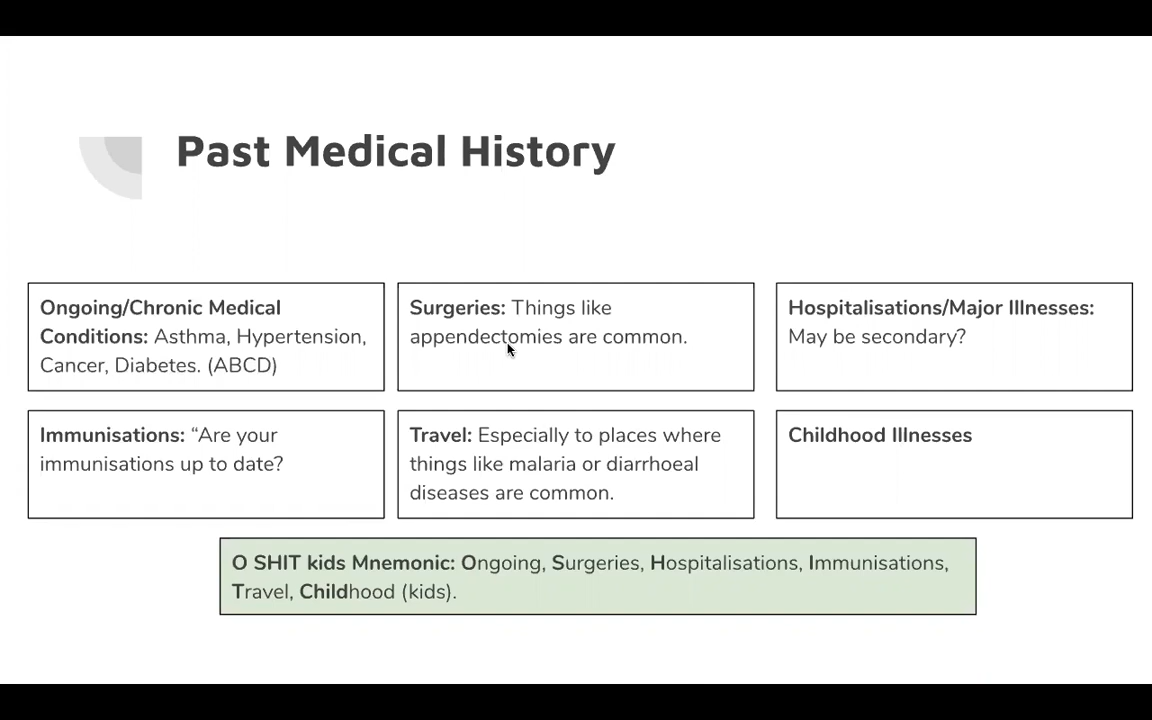 Past Medical History
Ongoing/Chronic Medical
Conditions: Asthma, Hypertension,
Cancer, Diabetes. (ABCD)
Surgeries: Things like
appendectomies are common.
Hospitalisations/Major Illnesses:
May be secondary?
Immunisations: “Are your
immunisations up to date?
Travel: Especially to places where
things like malaria or diarrhoeal
diseases are common.
Childhood Illnesses
O SHIT kids Mnemonic: Ongoing, Surgeries, Hospitalisations, Immunisations,
Travel, Childhood (kids).